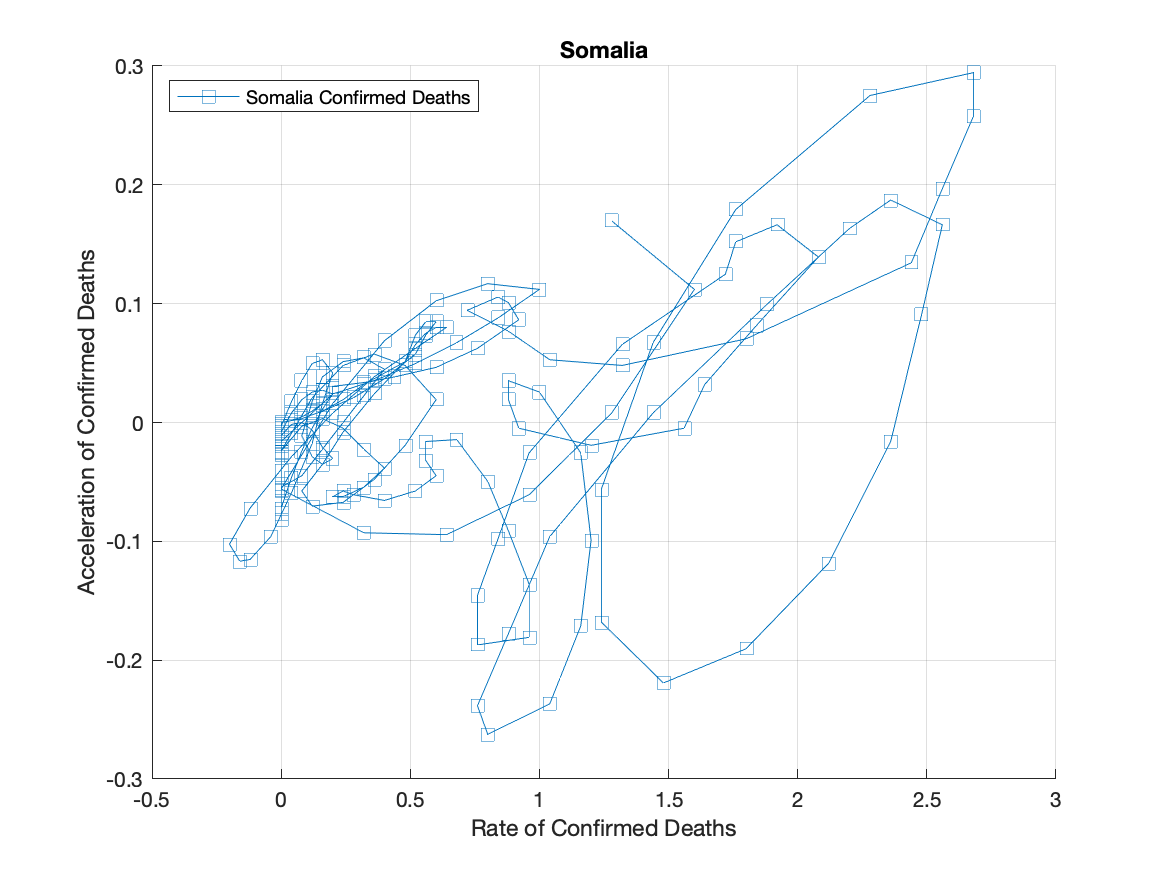 Somalia
Somalia Confirmed Deaths
0.3
0.2
0.1
0
-0.1
-0.2
-0.3
Acceleration of Confirmed Deaths
-0.5 0 0.5 1 1.5 2 2.5 3
Rate of Confirmed Deaths